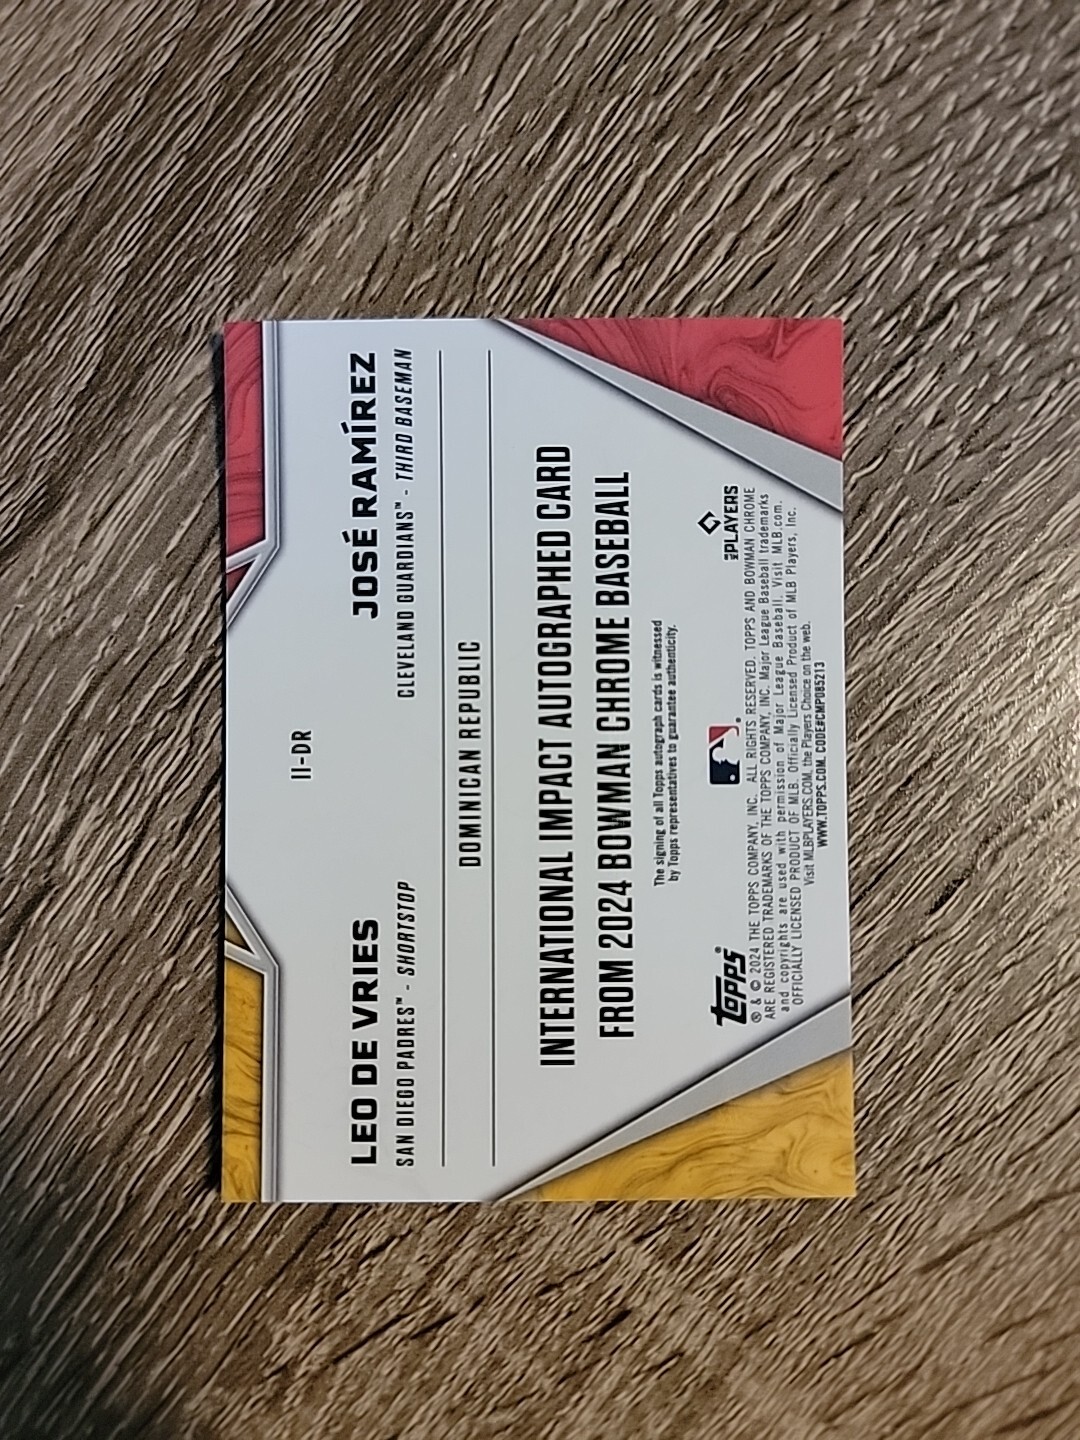 II-DR
LEO DE VRIES
SAN DIEGO PADRES™ - SHORTSTOP
JOSÉ RAMÍREZ
CLEVELAND GUARDIANS™ - THIRD BASEMAN
DOMINICAN REPUBLIC
INTERNATIONAL IMPACT AUTOGRAPHED CARD
FROM 2024 BOWMAN CHROME BASEBALL
The signing of all Topps autograph cards is witnessed
by Topps representatives to guarantee authenticity.
topps®
MLB PLAYERS
® & © 2024 THE TOPPS COMPANY, INC. ALL RIGHTS RESERVED. TOPPS AND BOWMAN CHROME
ARE REGISTERED TRADEMARKS OF THE TOPPS COMPANY, INC. Major League Baseball trademarks
and copyrights are used with permission of Major League Baseball. Visit MLB.com.
OFFICIALLY LICENSED PRODUCT OF MLB. Officially Licensed Product of MLB Players, Inc.
Visit MLBPLAYERS.COM, the Players Choice on the web.
WWW.TOPPS.COM. CODE#CMP085213